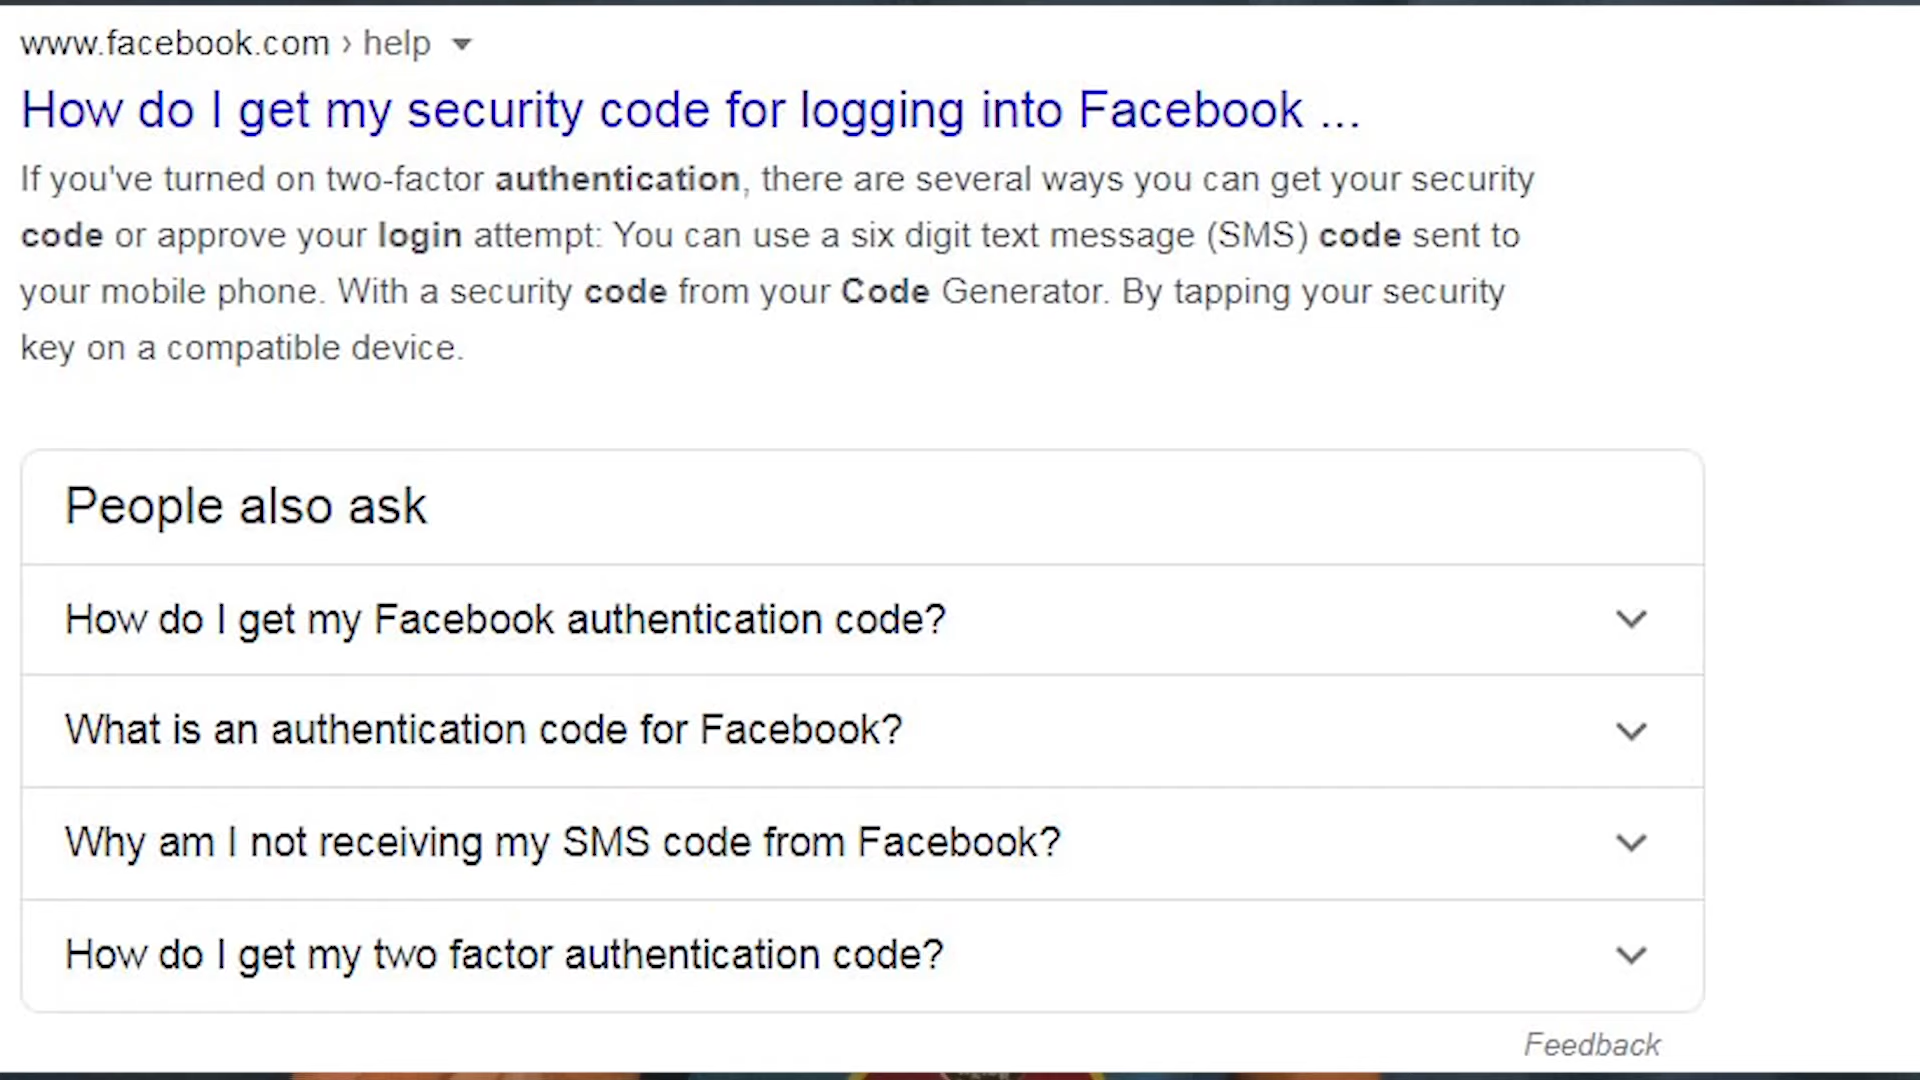 www.facebook.com › help
How do I get my security code for logging into Facebook ...
If you've turned on two-factor authentication, there are several ways you can get your security
code or approve your login attempt: You can use a six digit text message (SMS) code sent to
your mobile phone. With a security code from your Code Generator. By tapping your security
key on a compatible device.
People also ask
How do I get my Facebook authentication code?
What is an authentication code for Facebook?
Why am I not receiving my SMS code from Facebook?
How do I get my two factor authentication code?
Feedback